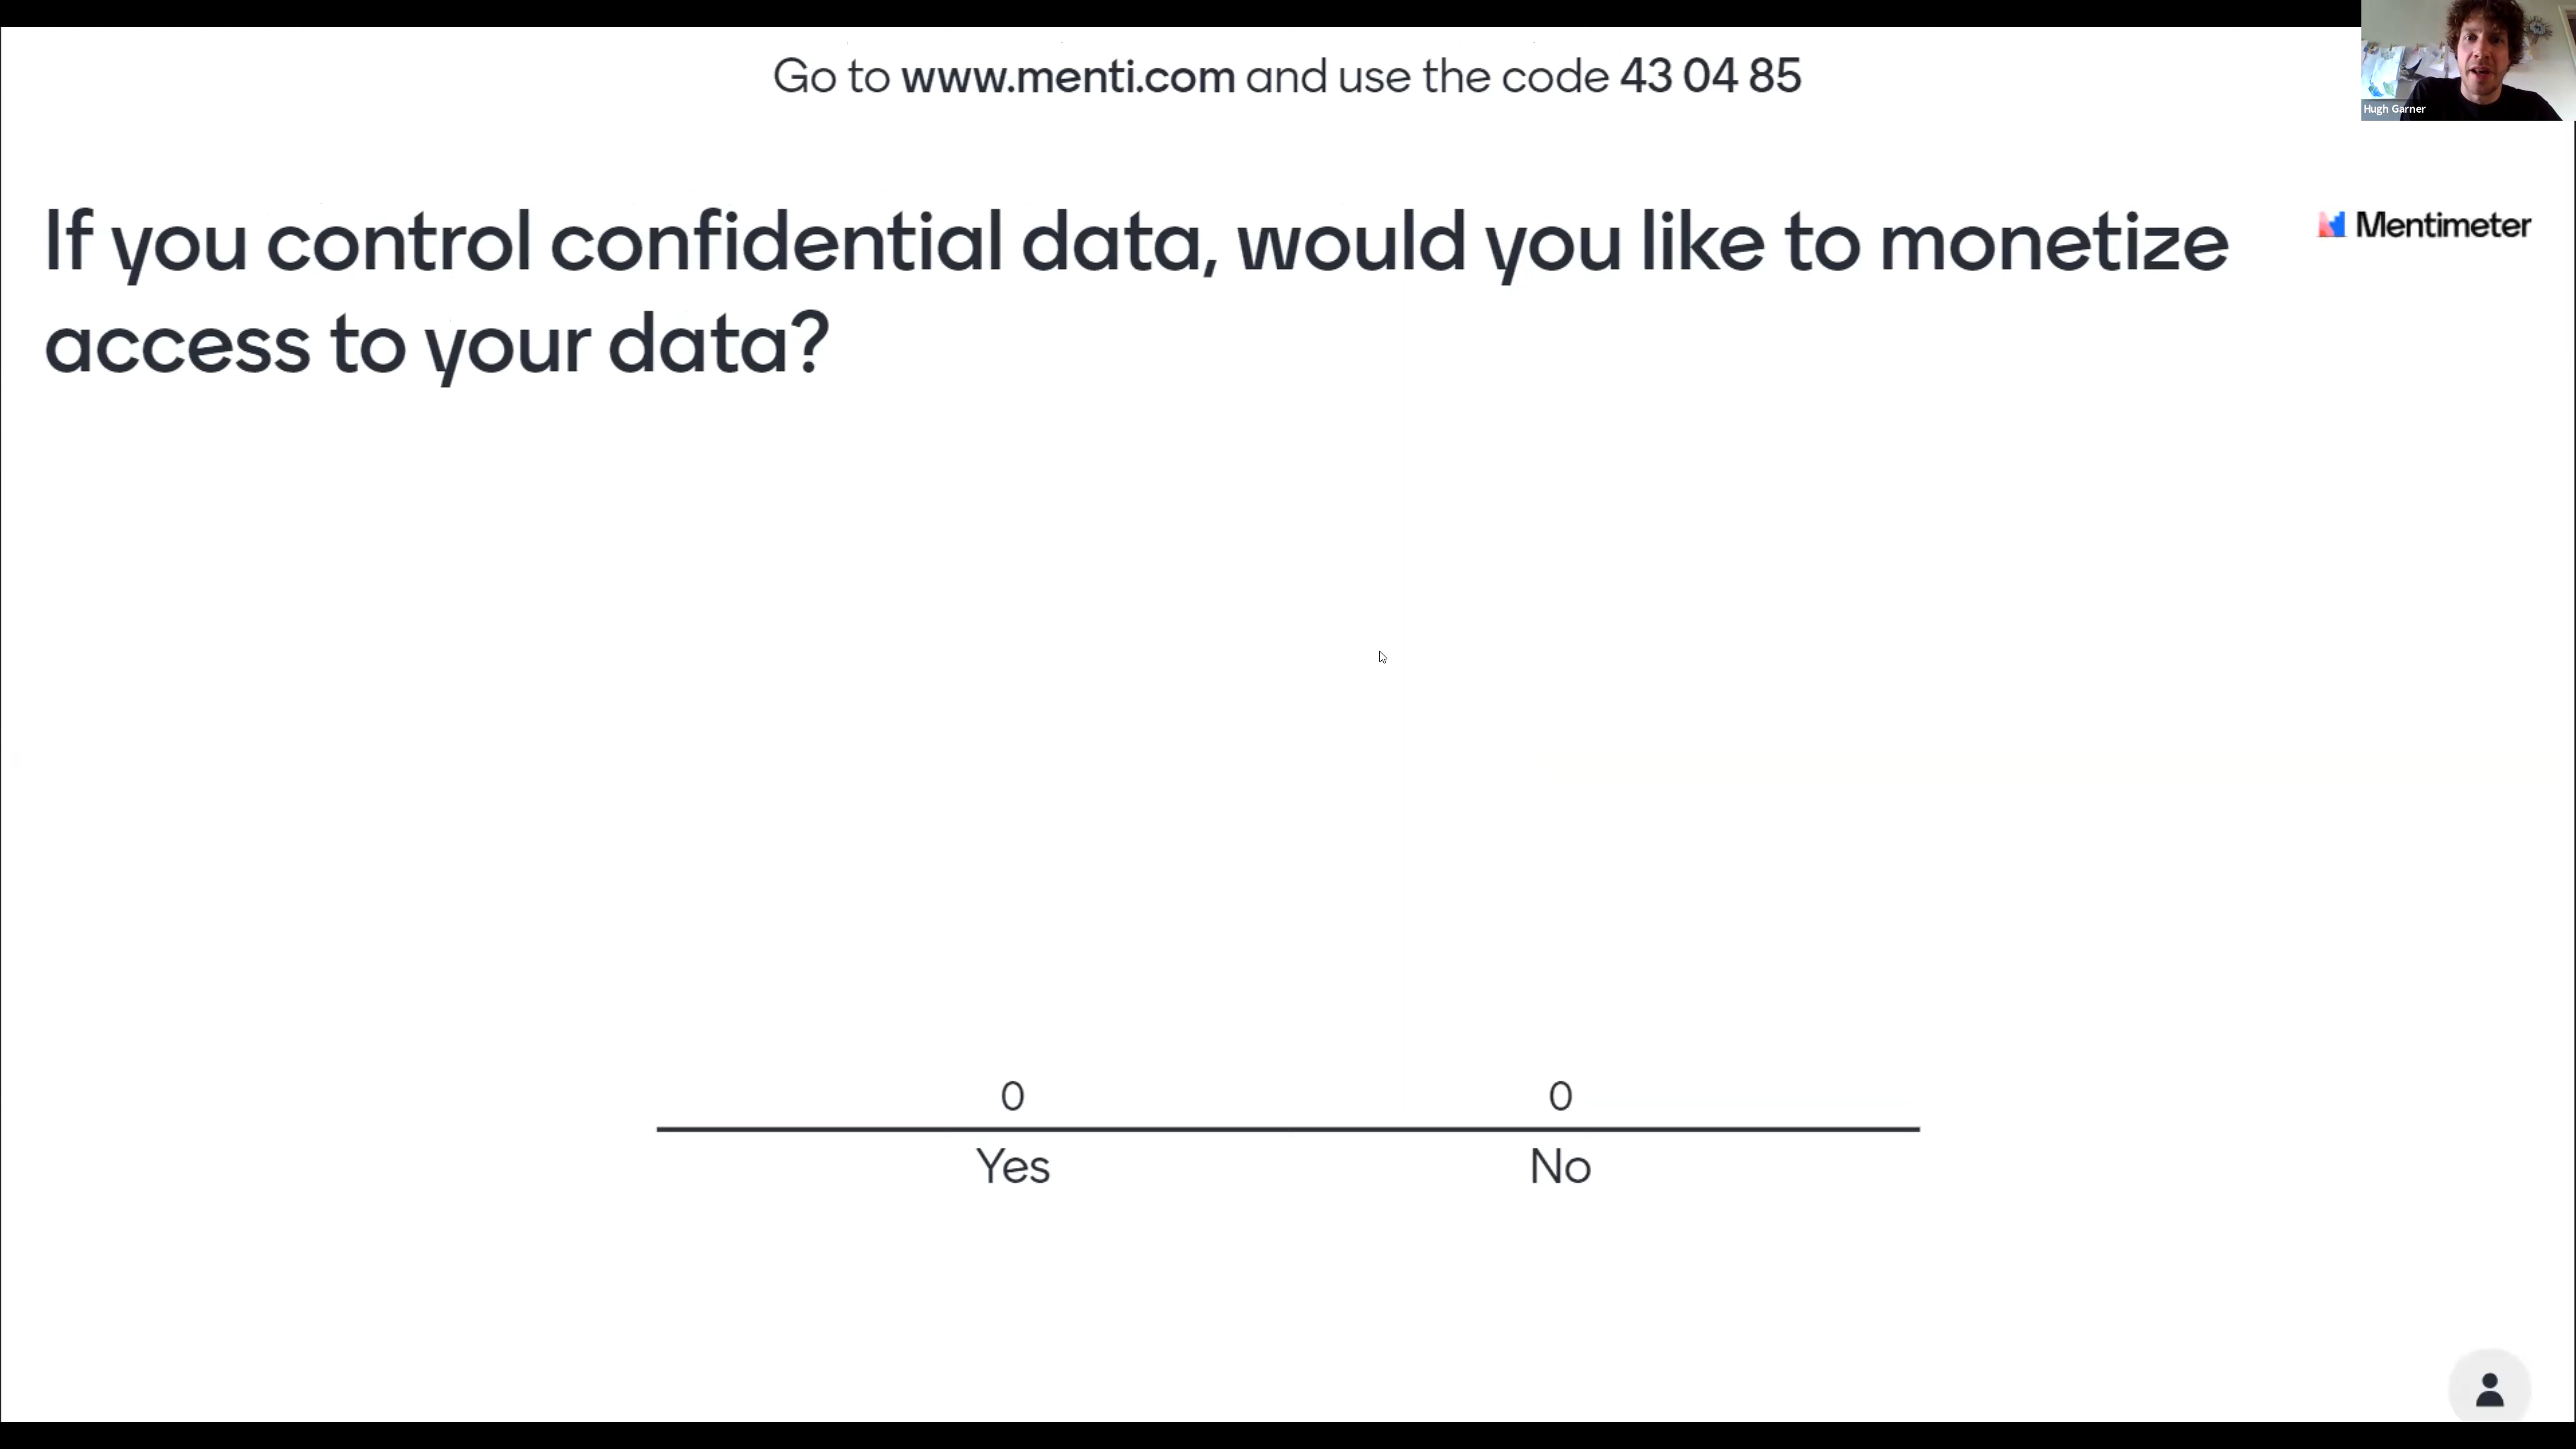 Go to www.menti.com and use the code 43 04 85
Hugh Garner
If you control confidential data, would you like to monetize
access to your data?
Mentimeter
0 0
Yes No